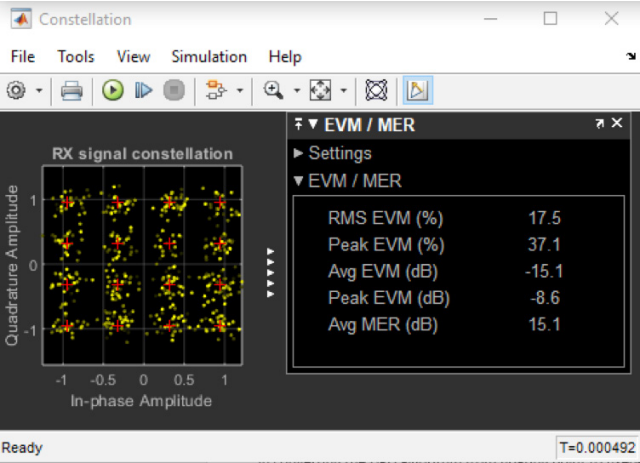 Constellation
File Tools View Simulation Help
EVM / MER
Settings
EVM / MER
RMS EVM (%) 17.5
Peak EVM (%) 37.1
Avg EVM (dB) -15.1
Peak EVM (dB) -8.6
Avg MER (dB) 15.1
RX signal constellation
Quadrature Amplitude
1
0
-1
-1 -0.5 0 0.5 1
In-phase Amplitude
Ready T=0.000492